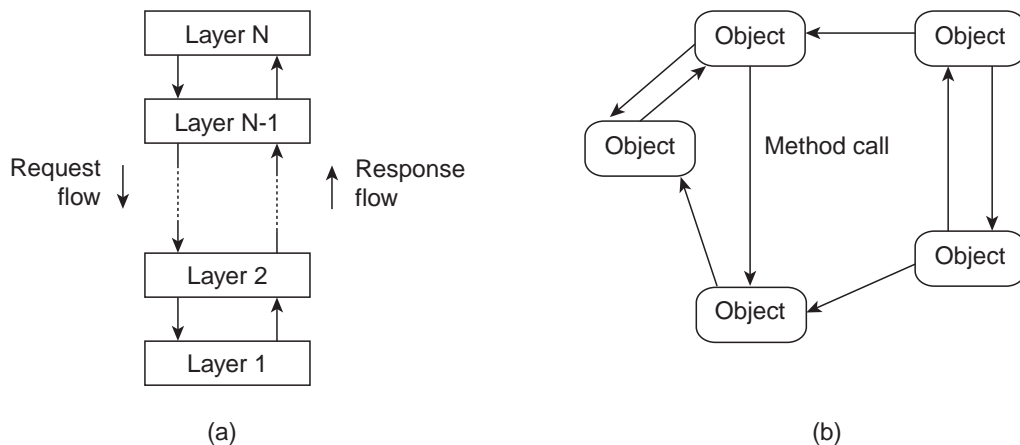 Layer N
Layer N-1
Request
flow
Response
flow
Layer 2
Layer 1
(a)
Object
Object
Object
Method call
Object
Object
(b)